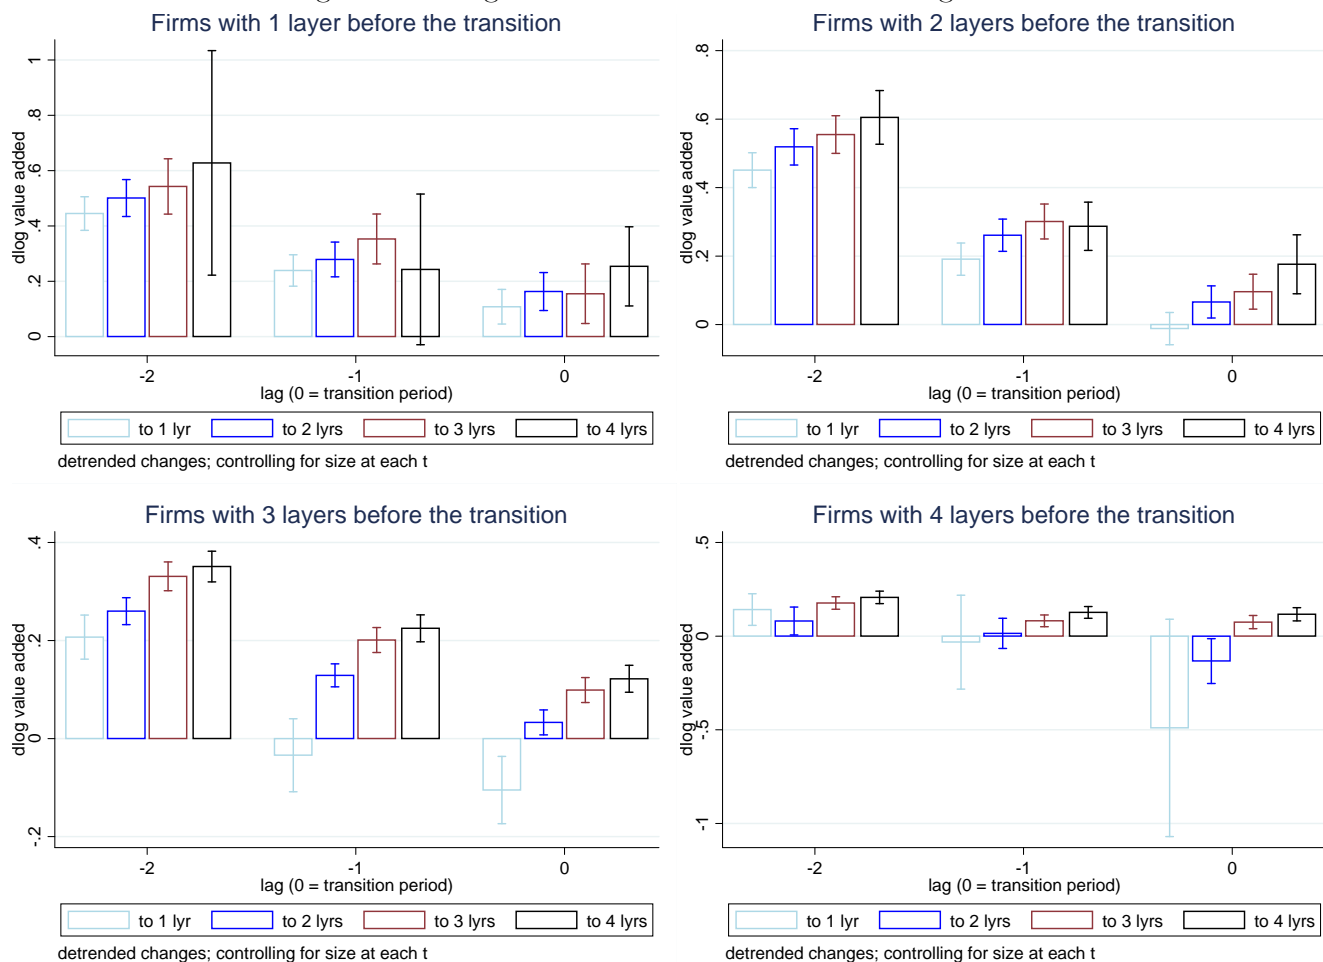 Firms with 1 layer before the transition
dlog value added
1
.8
.6
.4
.2
0
-2 -1 0
lag (0 = transition period)
to 1 lyr to 2 lyrs to 3 lyrs to 4 lyrs
detrended changes; controlling for size at each t
Firms with 2 layers before the transition
dlog value added
.8
.6
.4
.2
0
-2 -1 0
lag (0 = transition period)
to 1 lyr to 2 lyrs to 3 lyrs to 4 lyrs
detrended changes; controlling for size at each t
Firms with 3 layers before the transition
dlog value added
.4
.2
0
-.2
-2 -1 0
lag (0 = transition period)
to 1 lyr to 2 lyrs to 3 lyrs to 4 lyrs
detrended changes; controlling for size at each t
Firms with 4 layers before the transition
dlog value added
.5
0
-.5
-1
-2 -1 0
lag (0 = transition period)
to 1 lyr to 2 lyrs to 3 lyrs to 4 lyrs
detrended changes; controlling for size at each t